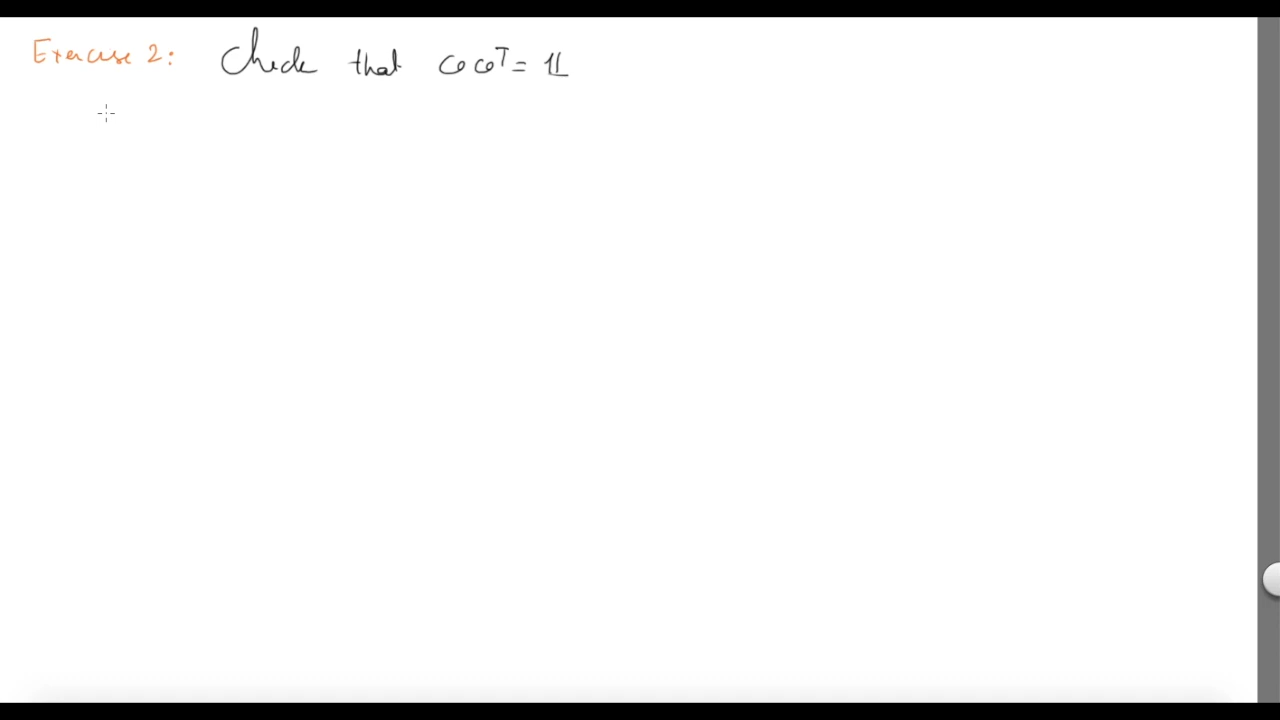 Exercise 2: Check that ωω^T = 𝟙